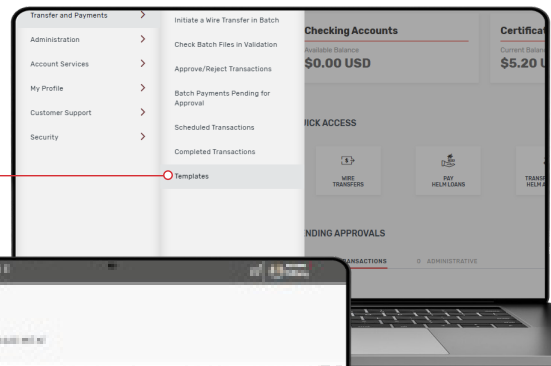 Transfer and Payments
Administration
Account Services
My Profile
Customer Support
Security
Initiate a Wire Transfer in Batch
Check Batch Files in Validation
Approve/Reject Transactions
Batch Payments Pending for
Approval
Scheduled Transactions
Completed Transactions
Templates
Checking Accounts
Available Balance
$0.00 USD
Certificat
Current Balan
$5.20 U
ICK ACCESS
WIRE
TRANSFERS
PAY
HELM LOANS
TRANSF
HELM A
NDING APPROVALS
ANSACTIONS
0 ADMINISTRATIVE